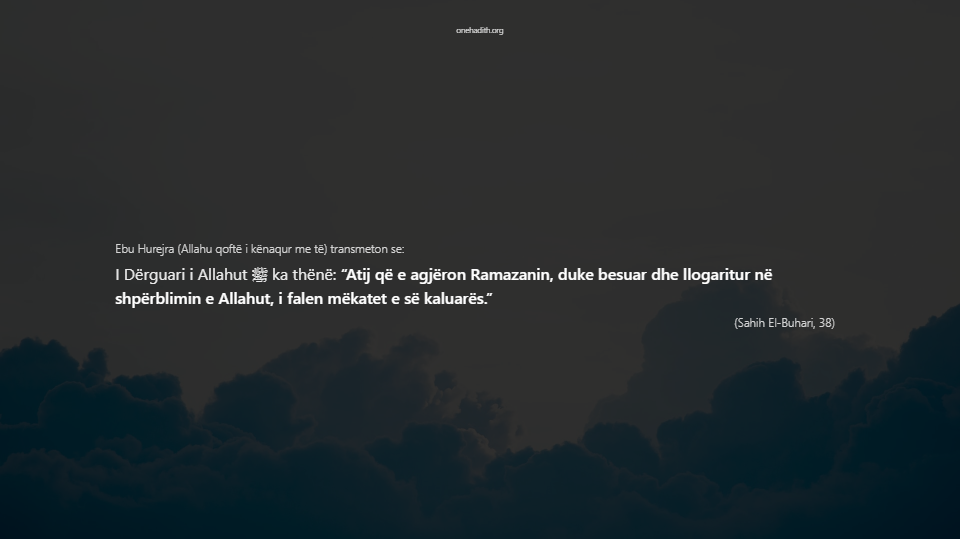 onehadith.org
Ebu Hurejra (Allahu qoftë i kënaqur me të) transmeton se:
I Dërguari i Allahut ﷺ ka thënë: “Atij që e agjëron Ramazanin, duke besuar dhe llogaritur në
shpërblimin e Allahut, i falen mëkatet e së kaluarës.”
(Sahih El-Buhari, 38)